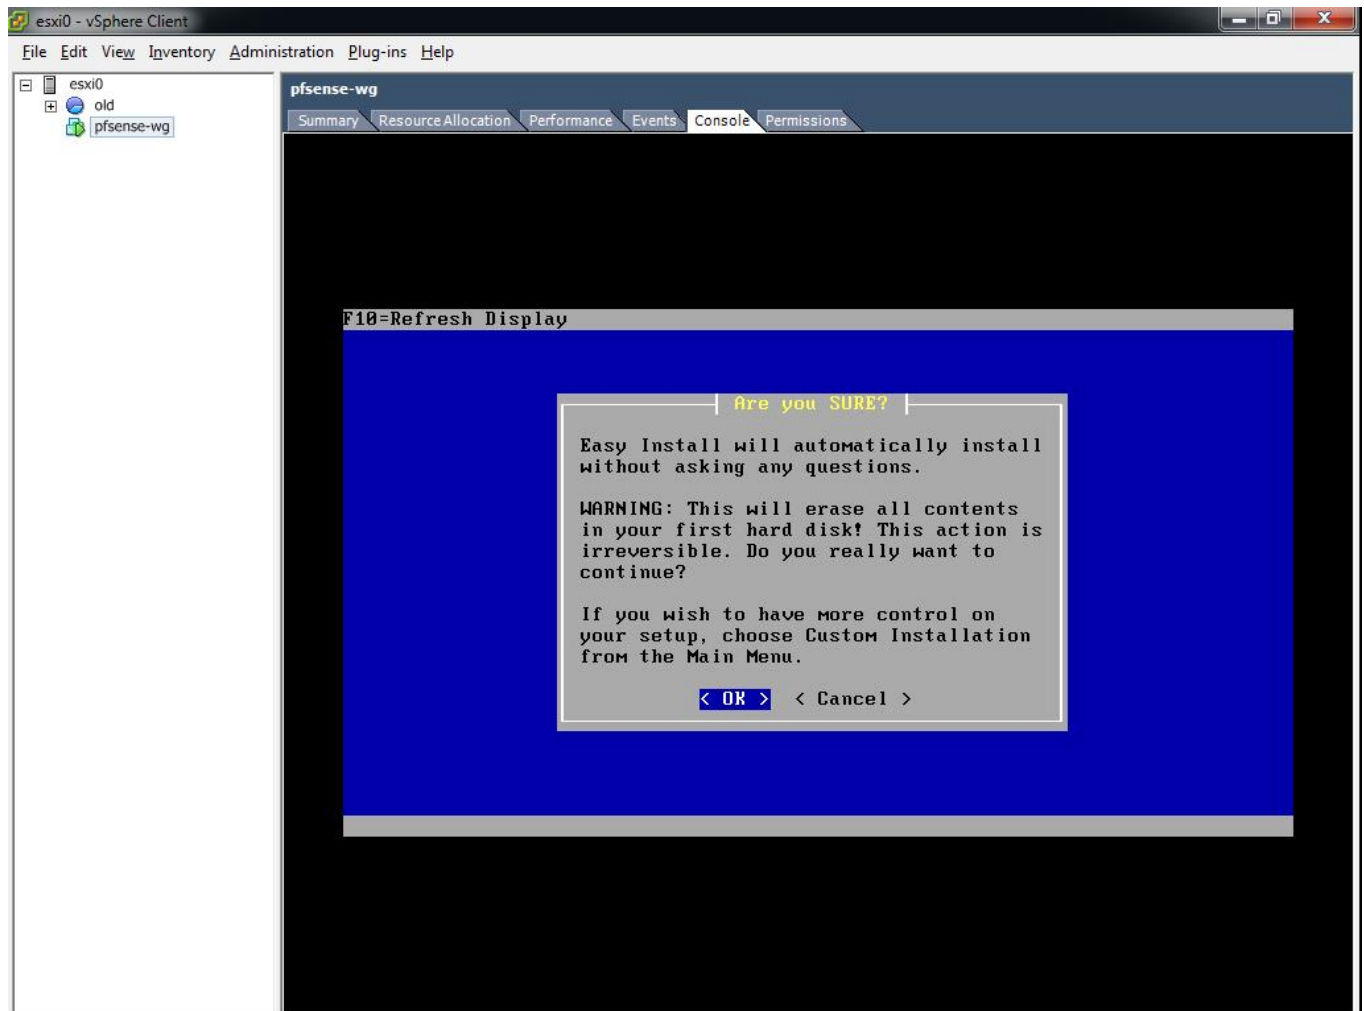 esxi0 - vSphere Client
File Edit View Inventory Administration Plug-ins Help
esxi0
old
pfsense-wg
pfsense-wg
Summary Resource Allocation Performance Events Console Permissions
F10=Refresh Display
Are you SURE?
Easy Install will automatically install
without asking any questions.
WARNING: This will erase all contents
in your first hard disk! This action is
irreversible. Do you really want to
continue?
If you wish to have more control on
your setup, choose Custom Installation
from the Main Menu.
< OK > < Cancel >